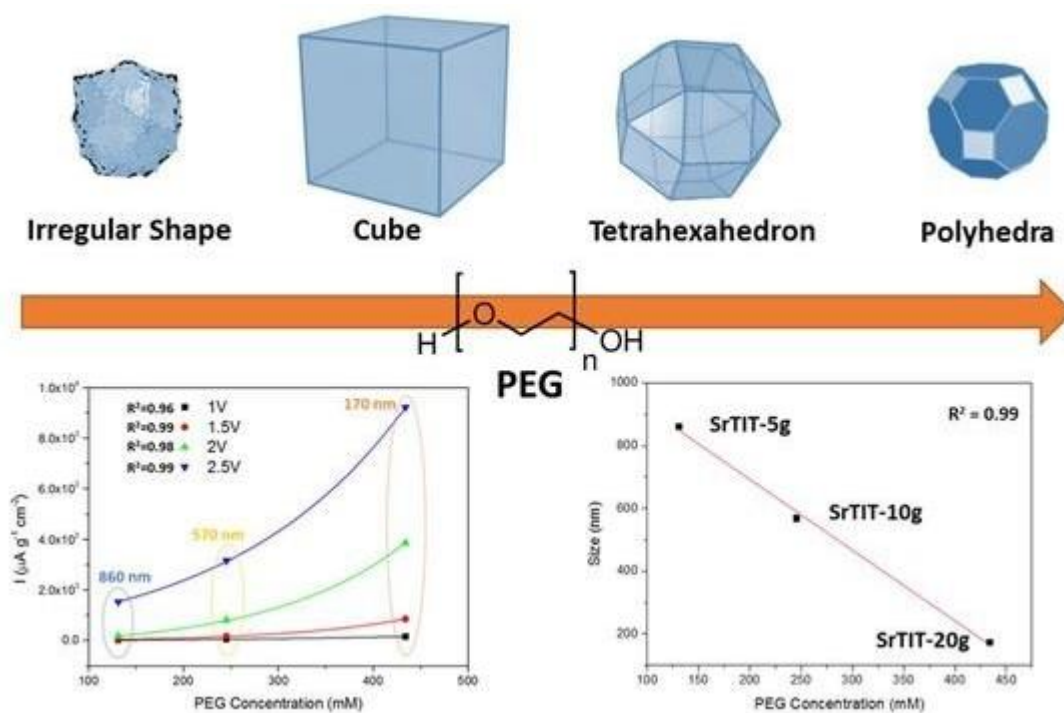 Irregular Shape
Cube
Tetrahexahedron
Polyhedra
H
O
n
OH
PEG
1.0x10⁴
8.0x10³
6.0x10³
4.0x10³
2.0x10³
0.0
I (μA g⁻¹ cm⁻²)
R²=0.96 1V
R²=0.99 1.5V
R²=0.98 2V
R²=0.99 2.5V
860 nm
570 nm
170 nm
100 200 300 400 500
PEG Concentration (mM)
1000
800
600
400
200
Size (nm)
R² = 0.99
SrTIT-5g
SrTIT-10g
SrTIT-20g
100 150 200 250 300 350 400 450
PEG Concentration (mM)